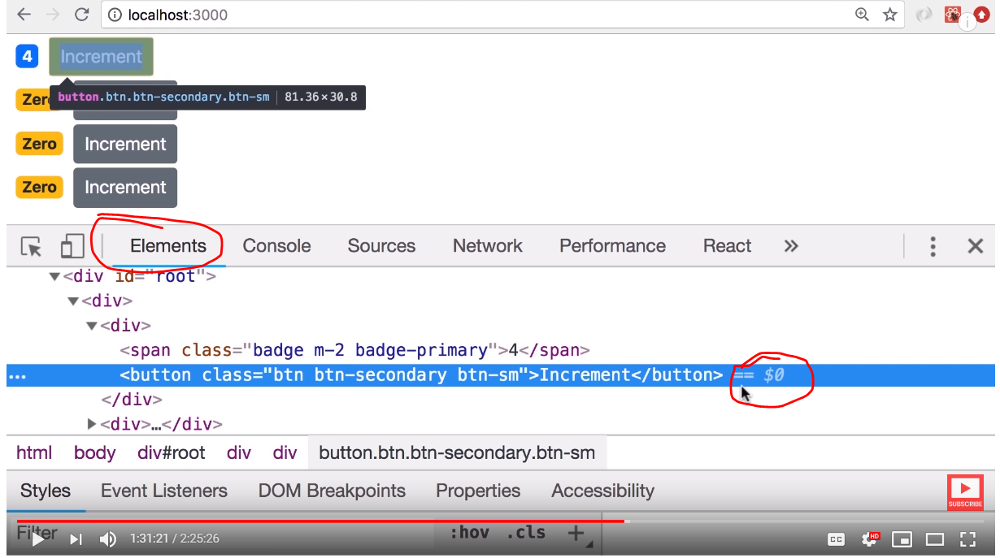 localhost:3000
4 Increment
Zer
button.btn.btn-secondary.btn-sm 81.36×30.8
Zero Increment
Zero Increment
Elements Console Sources Network Performance React »
▼<div id="root">
▼<div>
▼<div>
<span class="badge m-2 badge-primary">4</span>
... <button class="btn btn-secondary btn-sm">Increment</button> == $0
</div>
▶<div>…</div>
html body div#root div div button.btn.btn-secondary.btn-sm
Styles Event Listeners DOM Breakpoints Properties Accessibility
SUBSCRIBE
Filter :hov .cls +
1:31:21 / 2:25:26 CC HD